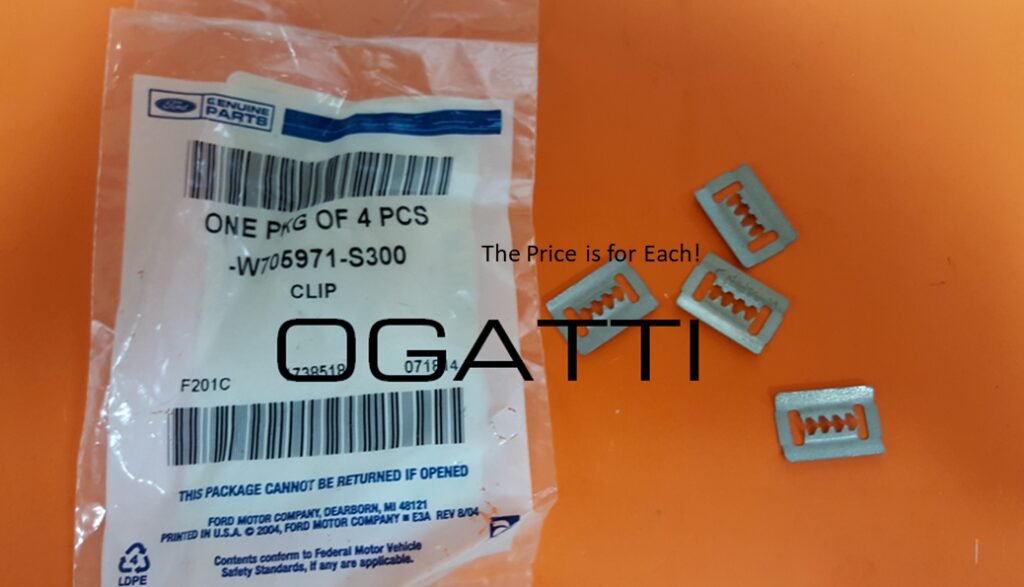 Ford
GENUINE
PARTS
ONE PKG OF 4 PCS
-W705971-S300
CLIP
The Price is for Each!
OGATTI
F201C
THIS PACKAGE CANNOT BE RETURNED IF OPENED
FORD MOTOR COMPANY, DEARBORN, MI 48121
PRINTED IN U.S.A. © 2004, FORD MOTOR COMPANY E3A REV 8/04
Contents conform to Federal Motor Vehicle
Safety Standards, if any are applicable.
4
LDPE